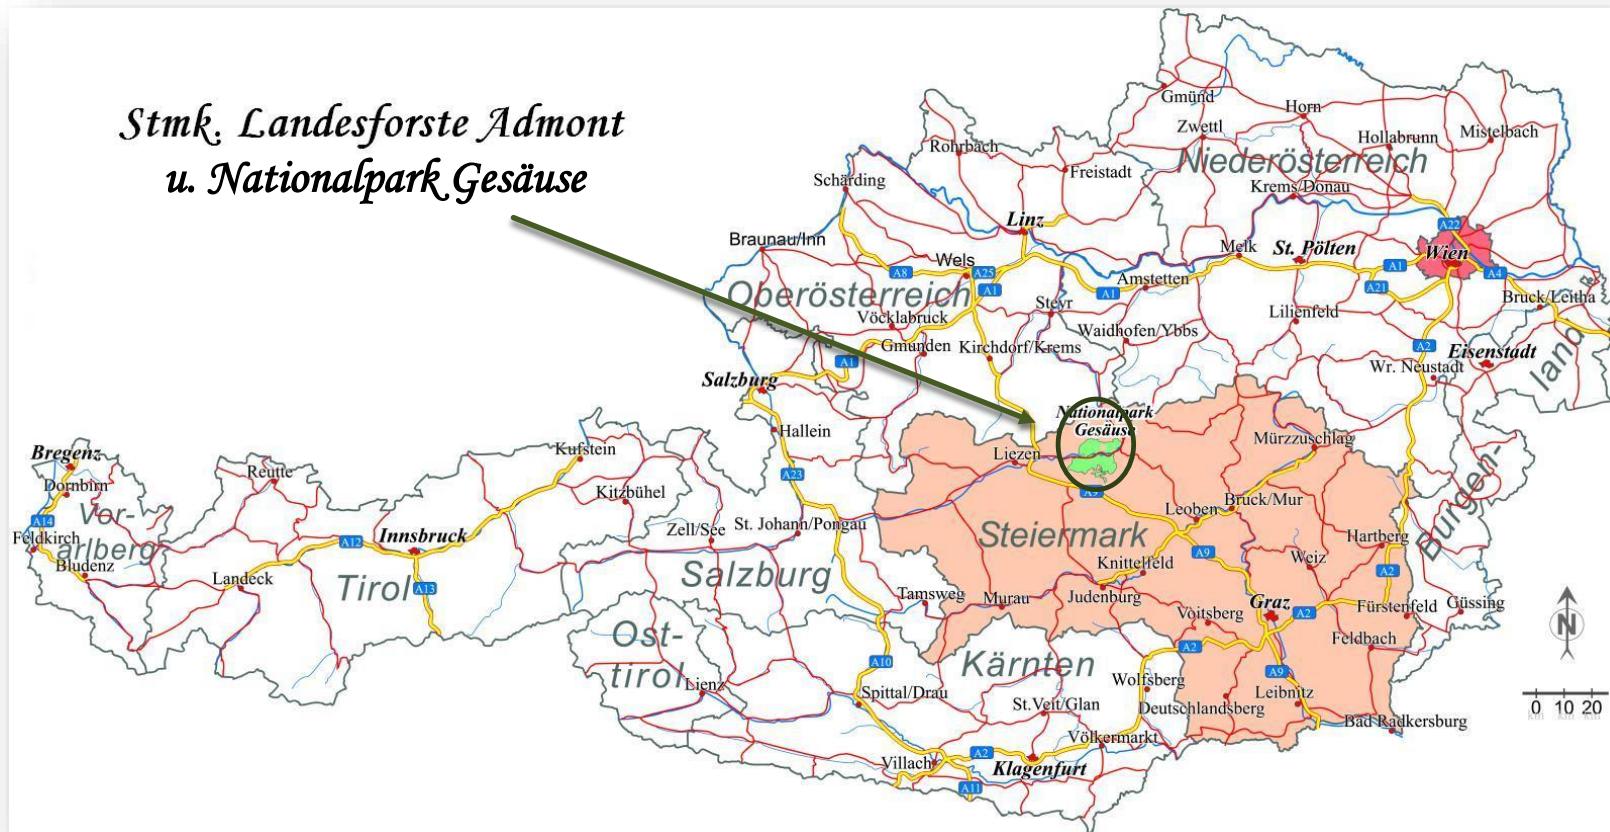 Stmk. Landesforste Admont
u. Nationalpark Gesäuse
Gmünd
Horn
Zwettl
Hollabrunn
Mistelbach
Rohrbach
Freistadt
Niederösterreich
Krems/Donau
Schärding
Linz
A22
Braunau/Inn
Melk
St. Pölten
Wien
Wels
A8
A25
A1
A4
A1
Amstetten
A1
A21
Oberösterreich
Steyr
Bruck/Leitha
Vöcklabruck
Lilienfeld
Waidhofen/Ybbs
Gmunden
Kirchdorf/Krems
A2
Eisenstadt
A1
Wr. Neustadt
Salzburg
land
Nationalpark
Gesäuse
Hallein
Mürzzuschlag
Bregenz
Kufstein
Liezen
Reutte
A23
Dornbirn
Kitzbühel
A9
Bruck/Mur
Burgen-
Vor-
arlberg
Leoben
A14
Zell/See
St. Johann/Pongau
Steiermark
Feldkirch
A12
Innsbruck
Hartberg
A9
Weiz
Bludenz
Knittelfeld
Landeck
Tirol
A13
Salzburg
A2
Tamsweg
Murau
Judenburg
Voitsberg
Graz
A2
Fürstenfeld
Güssing
N
Ost-
tirol
Feldbach
A2
A10
Kärnten
A9
Lienz
Wolfsberg
Spittal/Drau
Leibnitz
St.Veit/Glan
Deutschlandsberg
0 10 20
km km km
Bad Radkersburg
Völkermarkt
A2
Villach
Klagenfurt
A11